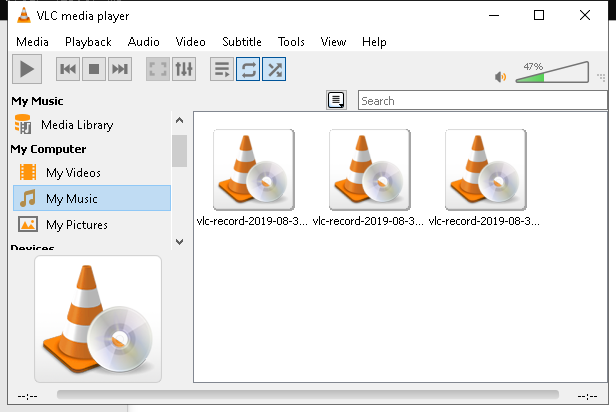 VLC media player
Media Playback Audio Video Subtitle Tools View Help
47%
My Music
Search
Media Library
My Computer
My Videos
My Music
My Pictures
Devices
vlc-record-2019-08-3... vlc-record-2019-08-3... vlc-record-2019-08-3...
--:-- --:--